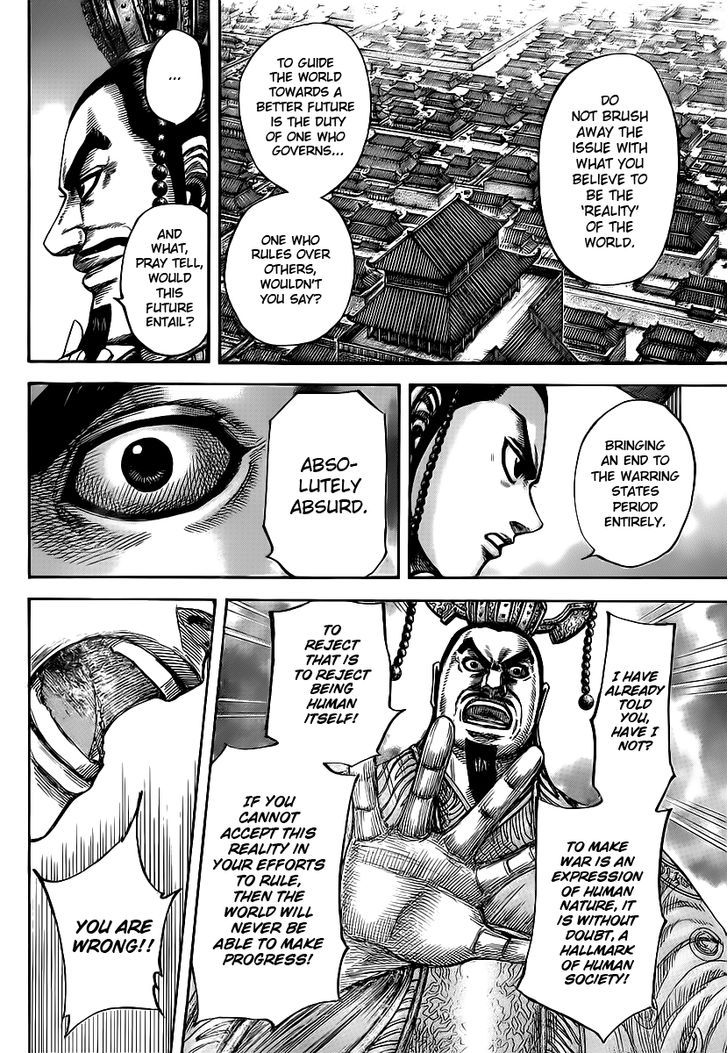 DO
NOT BRUSH
AWAY THE
ISSUE WITH
WHAT YOU
BELIEVE TO
BE THE
'REALITY' OF
THE WORLD.
TO GUIDE
THE WORLD
TOWARDS A
BETTER FUTURE
IS THE DUTY
OF ONE WHO
GOVERNS...
ONE WHO
RULES OVER
OTHERS,
WOULDN'T
YOU SAY?
...
AND
WHAT,
PRAY TELL,
WOULD
THIS
FUTURE
ENTAIL?
BRINGING
AN END TO
THE WARRING
STATES
PERIOD
ENTIRELY.
ABSO-
LUTELY
ABSURD.
I HAVE
ALREADY
TOLD
YOU,
HAVE I
NOT?
TO MAKE
WAR IS AN
EXPRESSION
OF HUMAN
NATURE, IT
IS WITHOUT
DOUBT, A
HALLMARK
OF HUMAN
SOCIETY!
TO
REJECT
THAT IS
TO REJECT
BEING
HUMAN
ITSELF!
IF YOU
CANNOT
ACCEPT THIS
REALITY IN
YOUR EFFORTS
TO RULE,
THEN THE
WORLD WILL
NEVER BE
ABLE TO MAKE
PROGRESS!
YOU ARE
WRONG!!